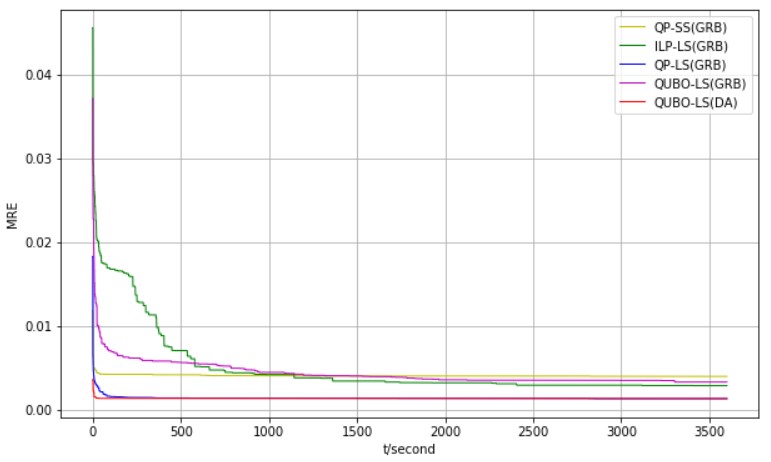 QP-SS(GRB)
ILP-LS(GRB)
QP-LS(GRB)
QUBO-LS(GRB)
QUBO-LS(DA)
0.04
0.03
0.02
0.01
0.00
MRE
0 500 1000 1500 2000 2500 3000 3500
t/second